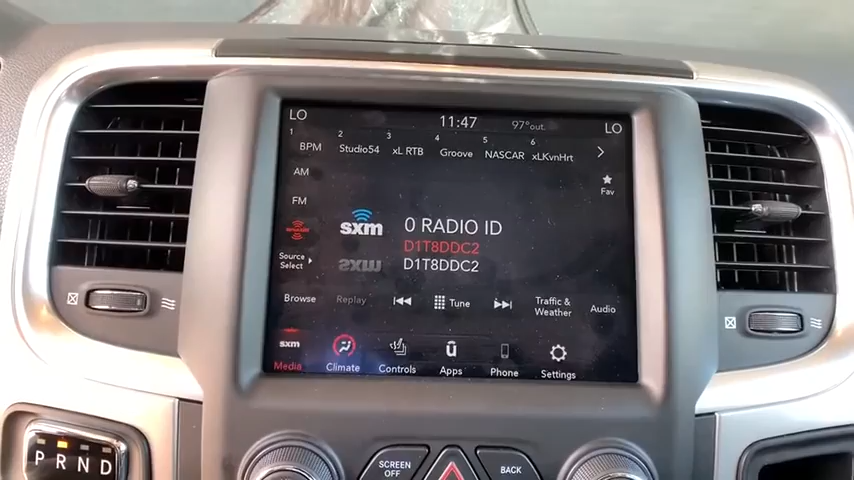 LO 11:47 97°out. LO
1 2 3 4 5 6
BPM Studio54 xL RTB Groove NASCAR xLKvnHrt
AM
FM
Fav
SiriusXM
sxm 0 RADIO ID
D1T8DDC2
D1T8DDC2
Source
Select
Browse Replay Tune Traffic &
Weather Audio
sxm
Media Climate Controls Apps Phone Settings
P R N D
SCREEN
OFF
BACK